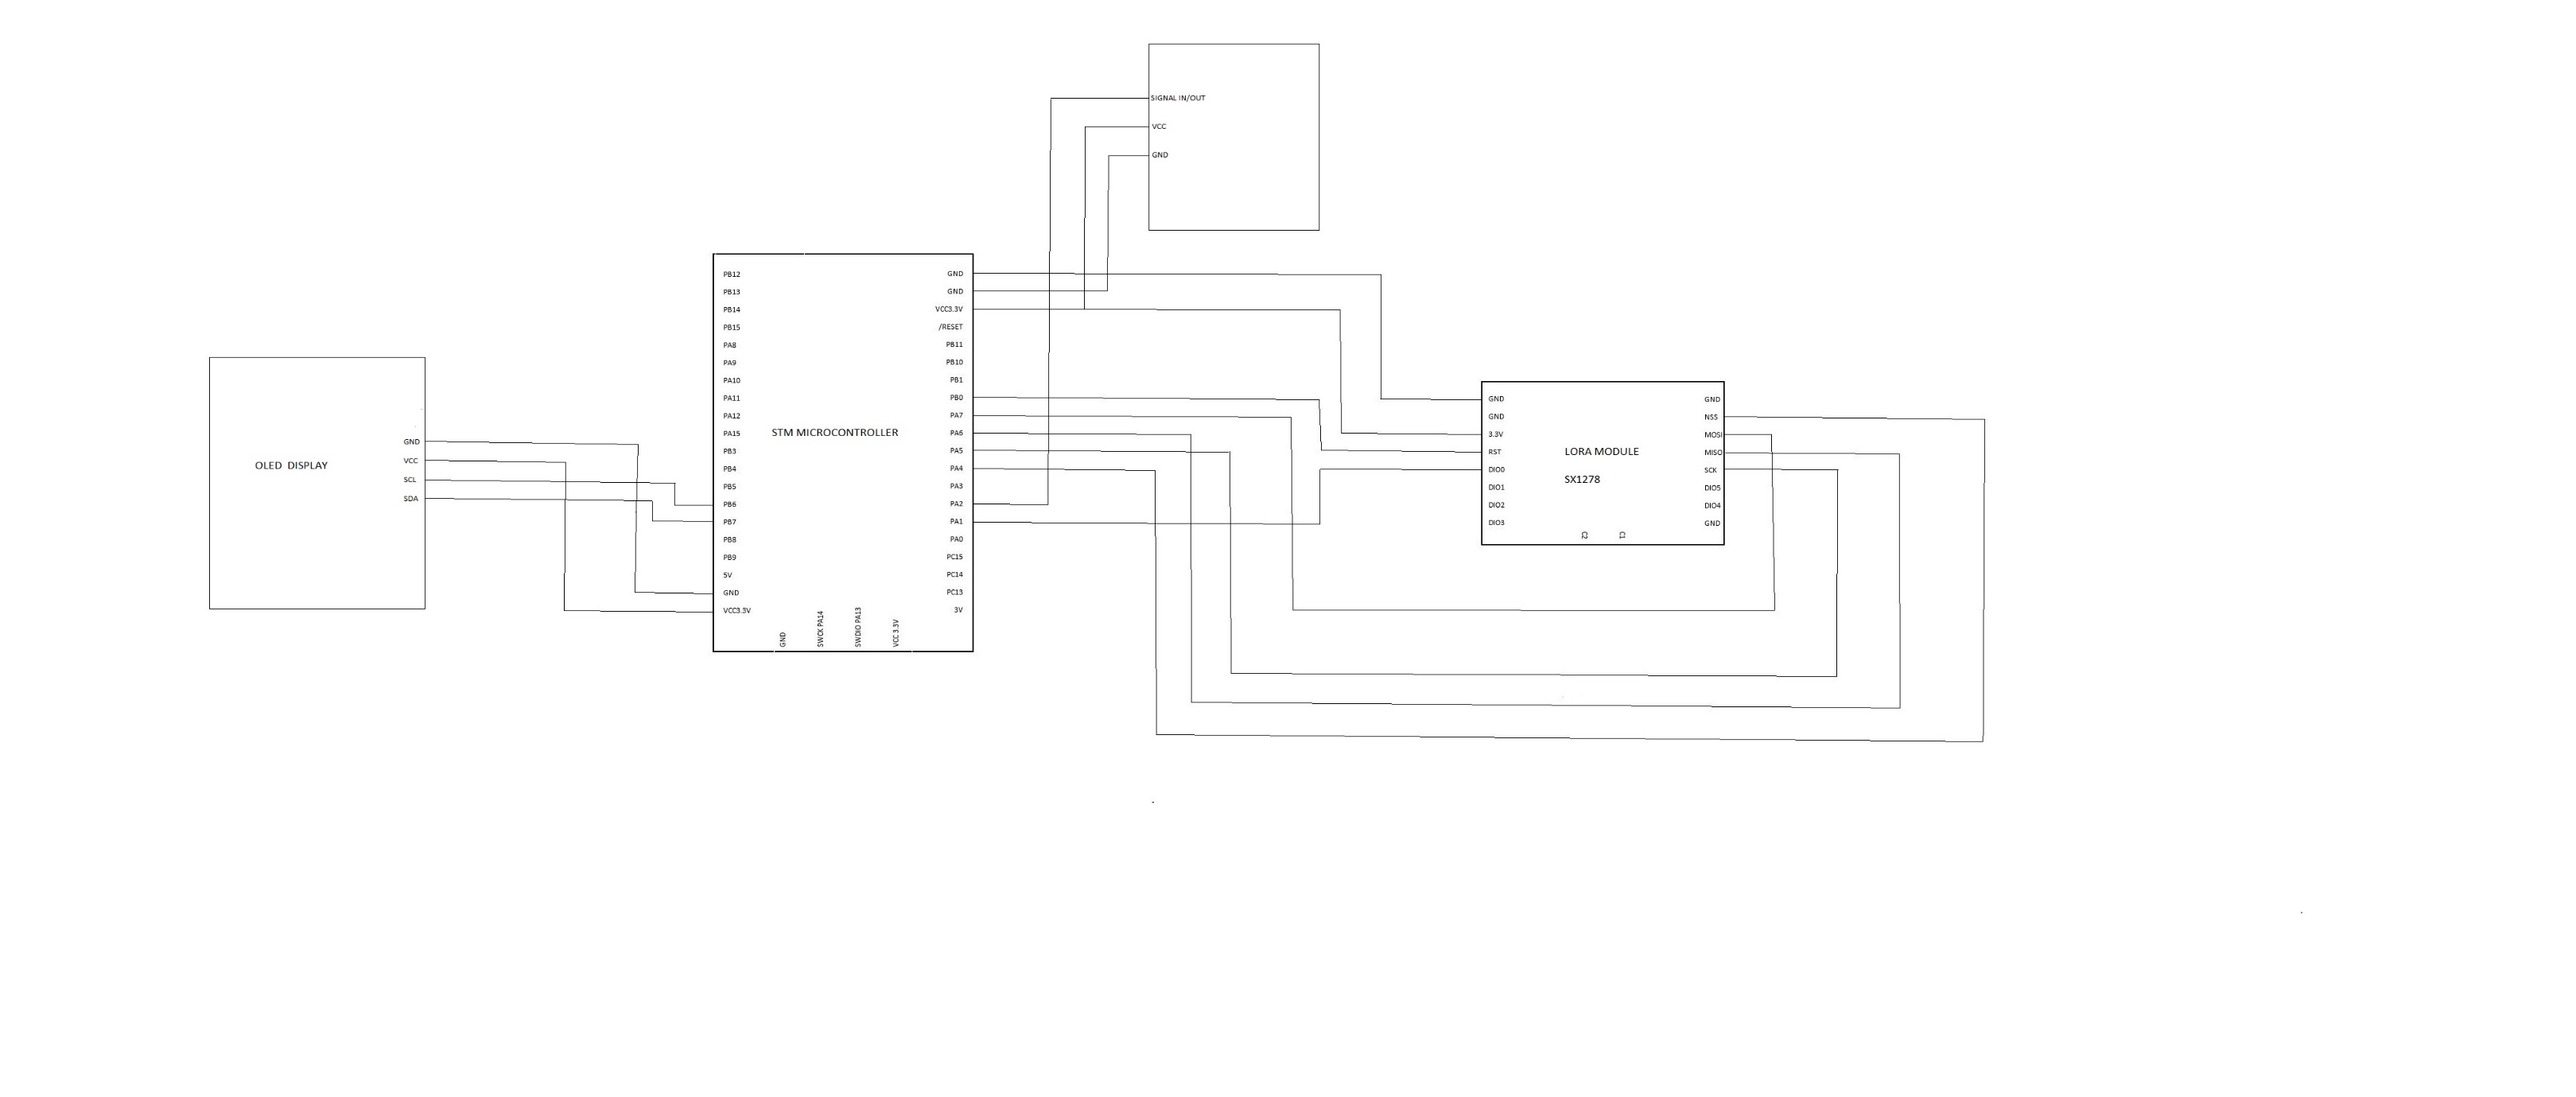 SIGNAL IN/OUT
VCC
GND
PB12
PB13
PB14
PB15
PA8
PA9
PA10
PA11
PA12
PA15
PB3
PB4
PB5
PB6
PB7
PB8
PB9
5V
GND
VCC3.3V
STM MICROCONTROLLER
GND
GND
VCC3.3V
/RESET
PB11
PB10
PB1
PB0
PA7
PA6
PA5
PA4
PA3
PA2
PA1
PA0
PC15
PC14
PC13
3V
GND
SWCK PA14
SWDIO PA13
VCC 3.3V
OLED DISPLAY
GND
VCC
SCL
SDA
GND
GND
3.3V
RST
DIO0
DIO1
DIO2
DIO3
LORA MODULE
SX1278
GND
NSS
MOSI
MISO
SCK
DIO5
DIO4
GND